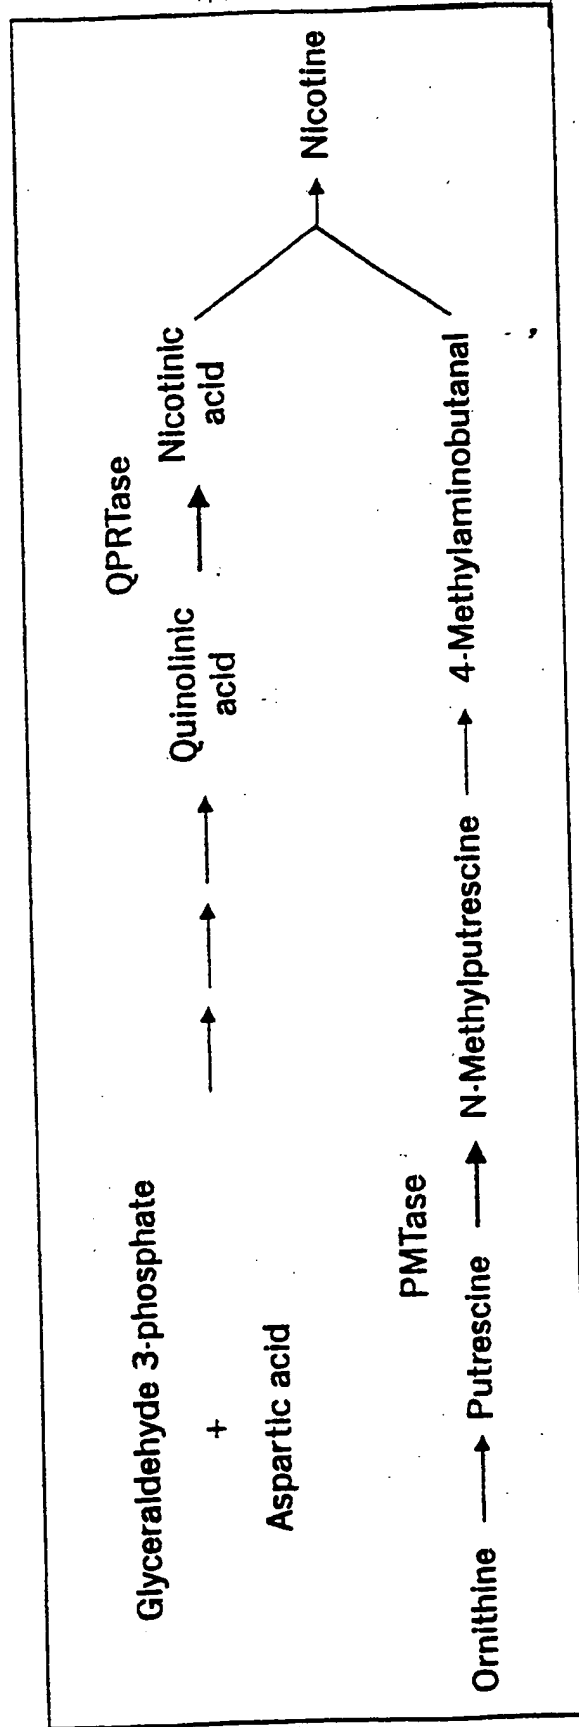 Glyceraldehyde 3-phosphate
+
Aspartic acid
Quinolinic
acid
QPRTase
Nicotinic
acid
Nicotine
PMTase
Ornithine
Putrescine
N-Methylputrescine
4-Methylaminobutanal